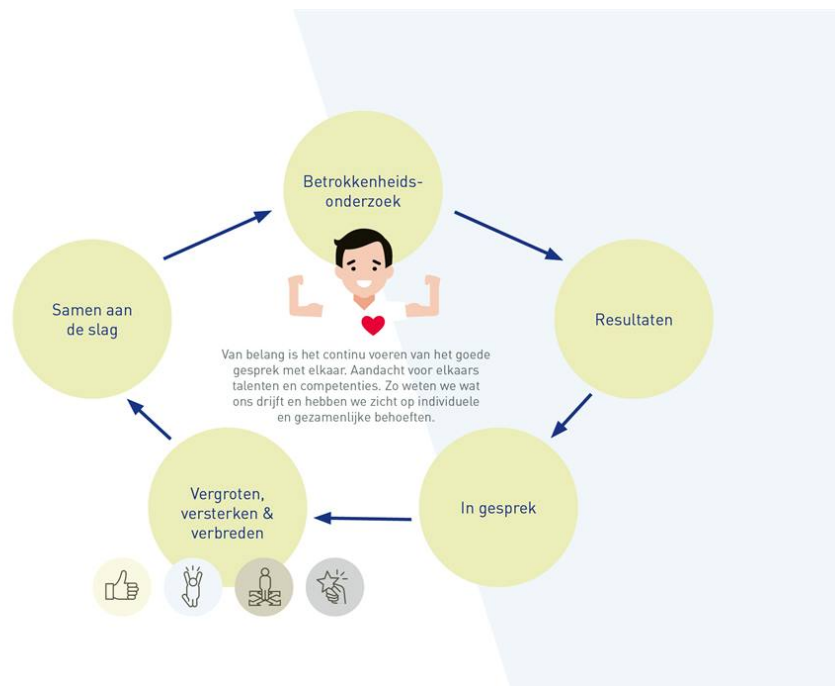 Betrokkenheids-
onderzoek
Samen aan
de slag
Resultaten
Van belang is het continu voeren van het goede
gesprek met elkaar. Aandacht voor elkaars
talenten en competenties. Zo weten we wat
ons drijft en hebben we zicht op individuele
en gezamenlijke behoeften.
Vergroten,
versterken &
verbreden
In gesprek